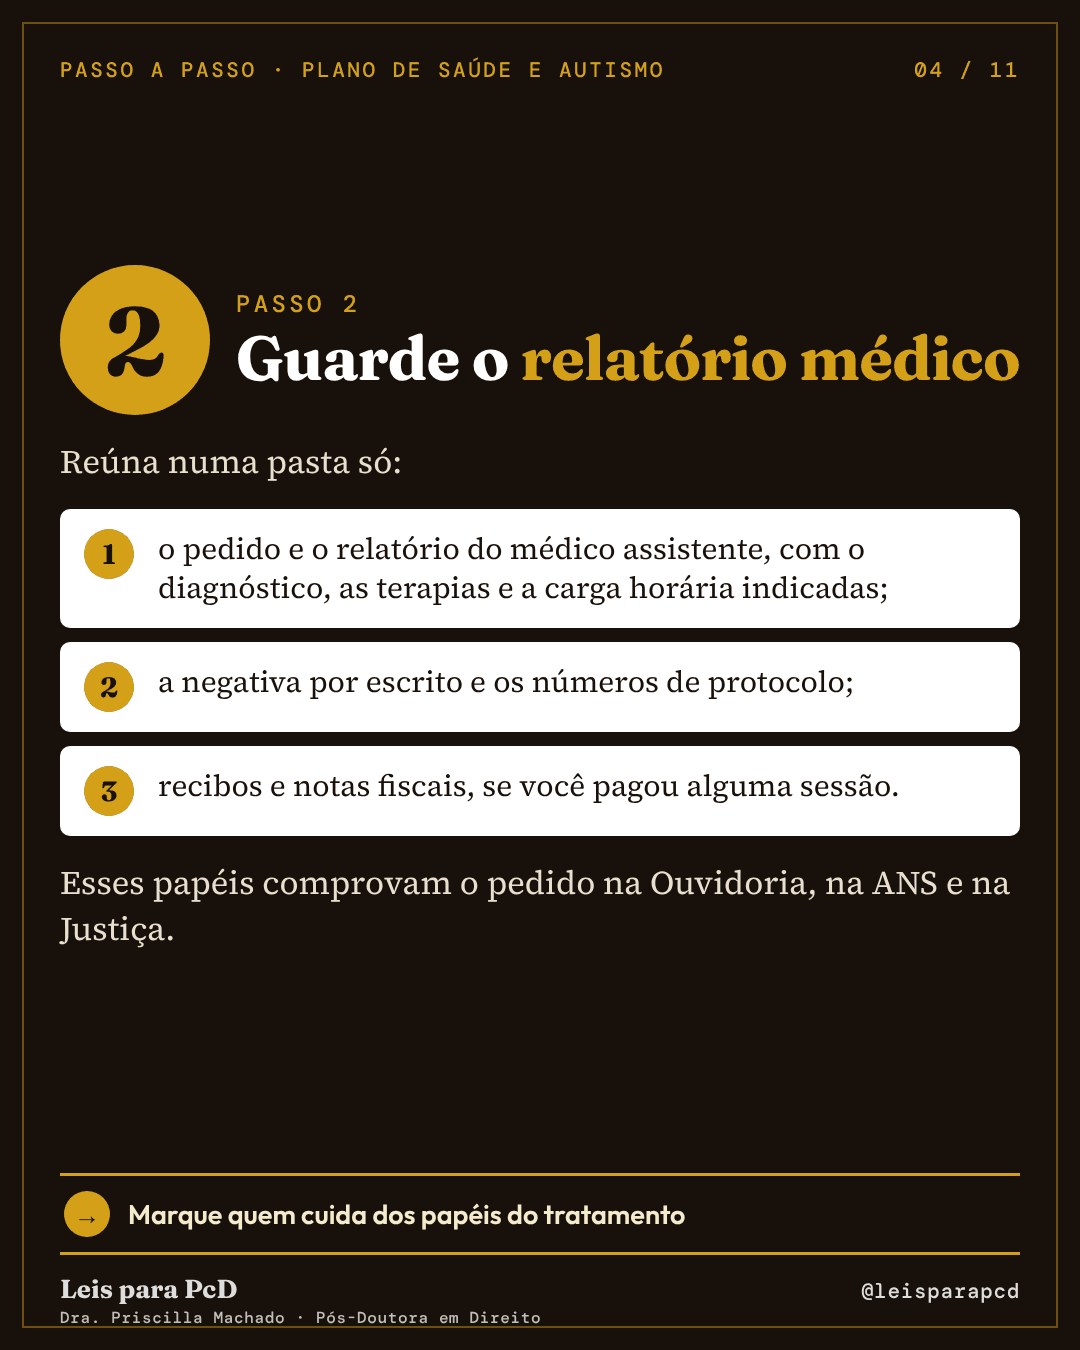 PASSO A PASSO · PLANO DE SAÚDE E AUTISMO
04 / 11
2
PASSO 2
Guarde o relatório médico
Reúna numa pasta só:
1
o pedido e o relatório do médico assistente, com o
diagnóstico, as terapias e a carga horária indicadas;
2
a negativa por escrito e os números de protocolo;
3
recibos e notas fiscais, se você pagou alguma sessão.
Esses papéis comprovam o pedido na Ouvidoria, na ANS e na
Justiça.
→ Marque quem cuida dos papéis do tratamento
Leis para PcD
@leisparapcd
Dra. Priscilla Machado · Pós-Doutora em Direito